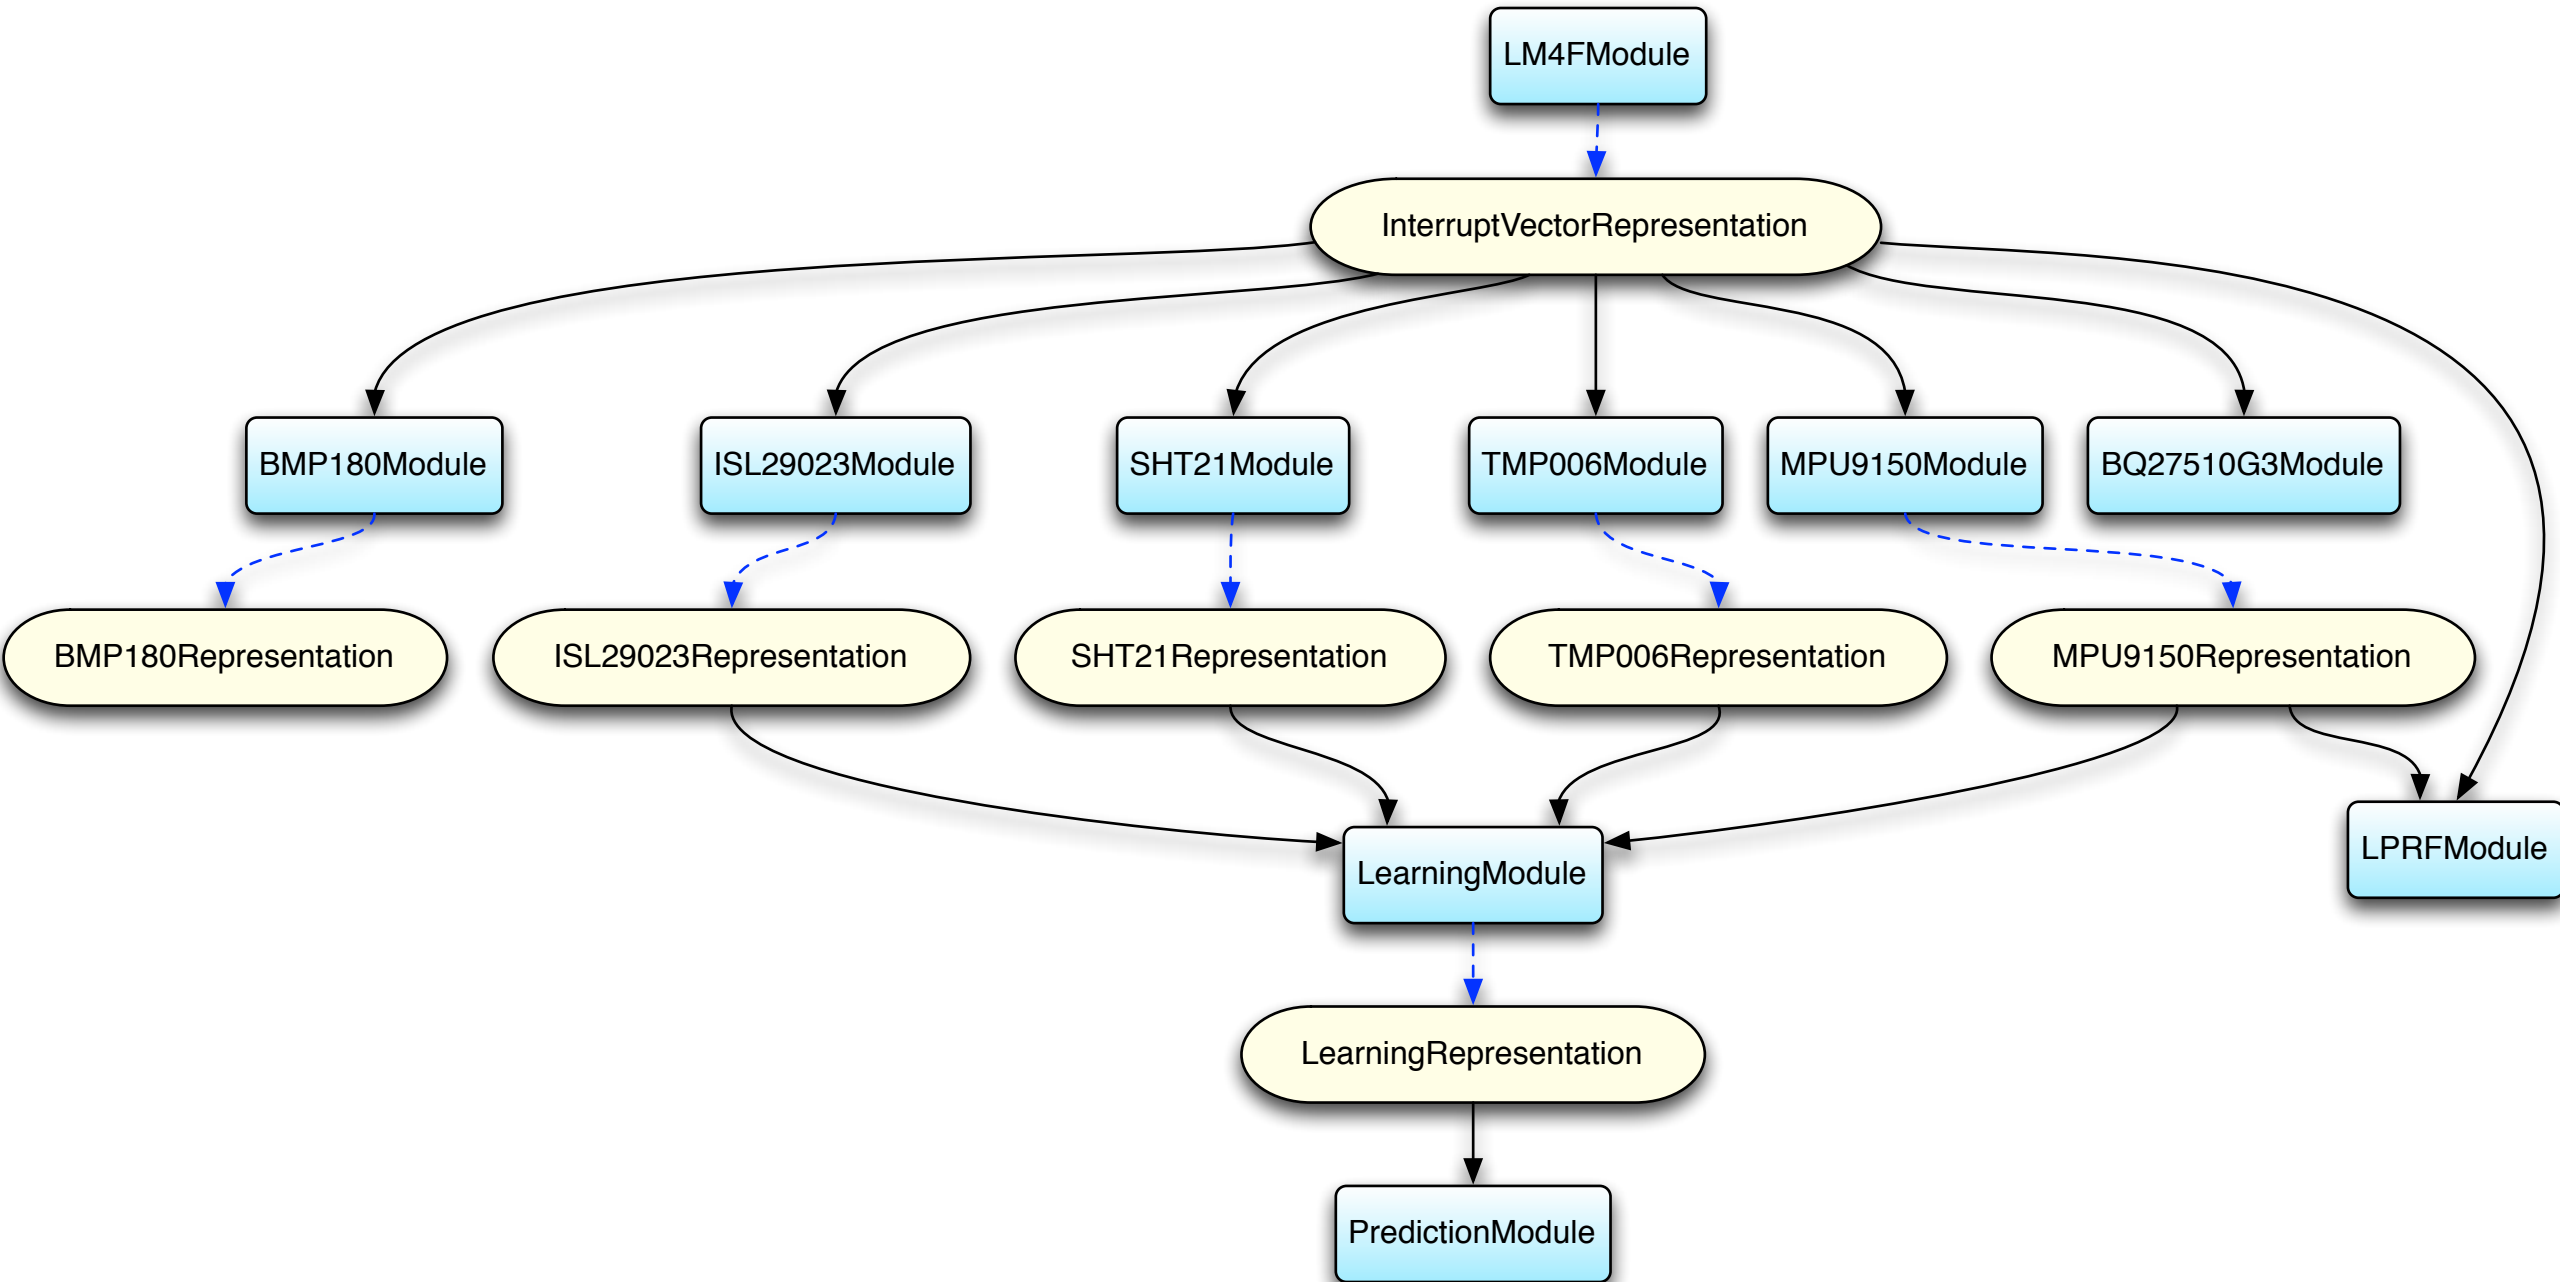 LM4FModule
InterruptVectorRepresentation
BMP180Module
ISL29023Module
SHT21Module
TMP006Module
MPU9150Module
BQ27510G3Module
BMP180Representation
ISL29023Representation
SHT21Representation
TMP006Representation
MPU9150Representation
LPRFModule
LearningModule
LearningRepresentation
PredictionModule